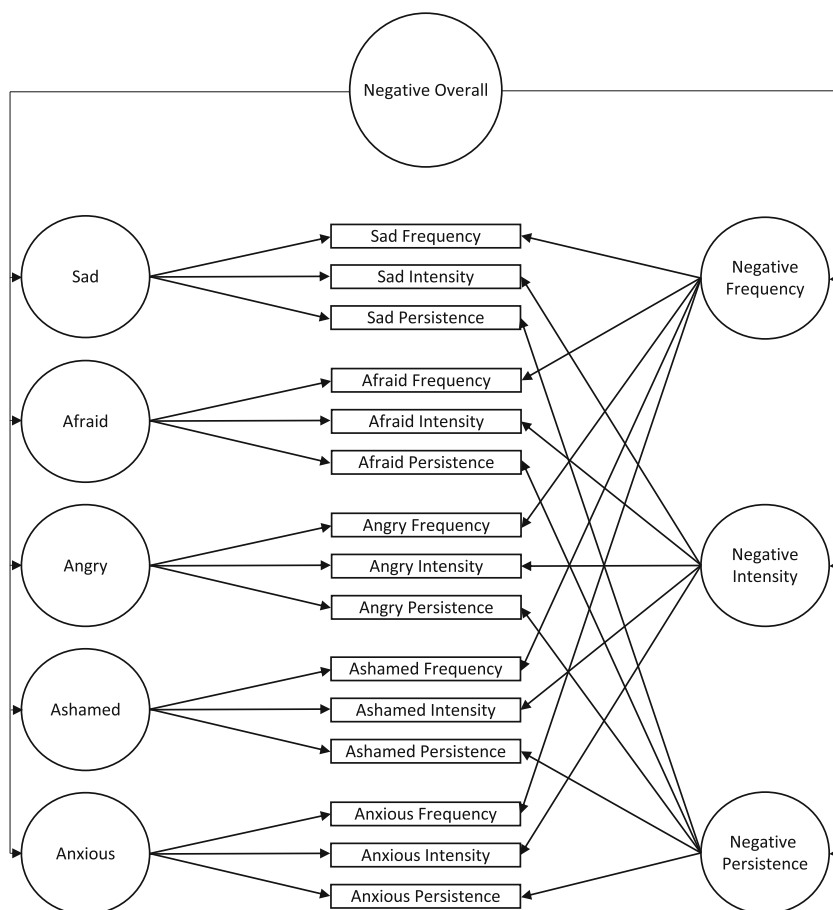 Negative Overall
Sad
Sad Frequency
Sad Intensity
Sad Persistence
Negative
Frequency
Afraid
Afraid Frequency
Afraid Intensity
Afraid Persistence
Angry
Angry Frequency
Angry Intensity
Angry Persistence
Negative
Intensity
Ashamed
Ashamed Frequency
Ashamed Intensity
Ashamed Persistence
Anxious
Anxious Frequency
Anxious Intensity
Anxious Persistence
Negative
Persistence